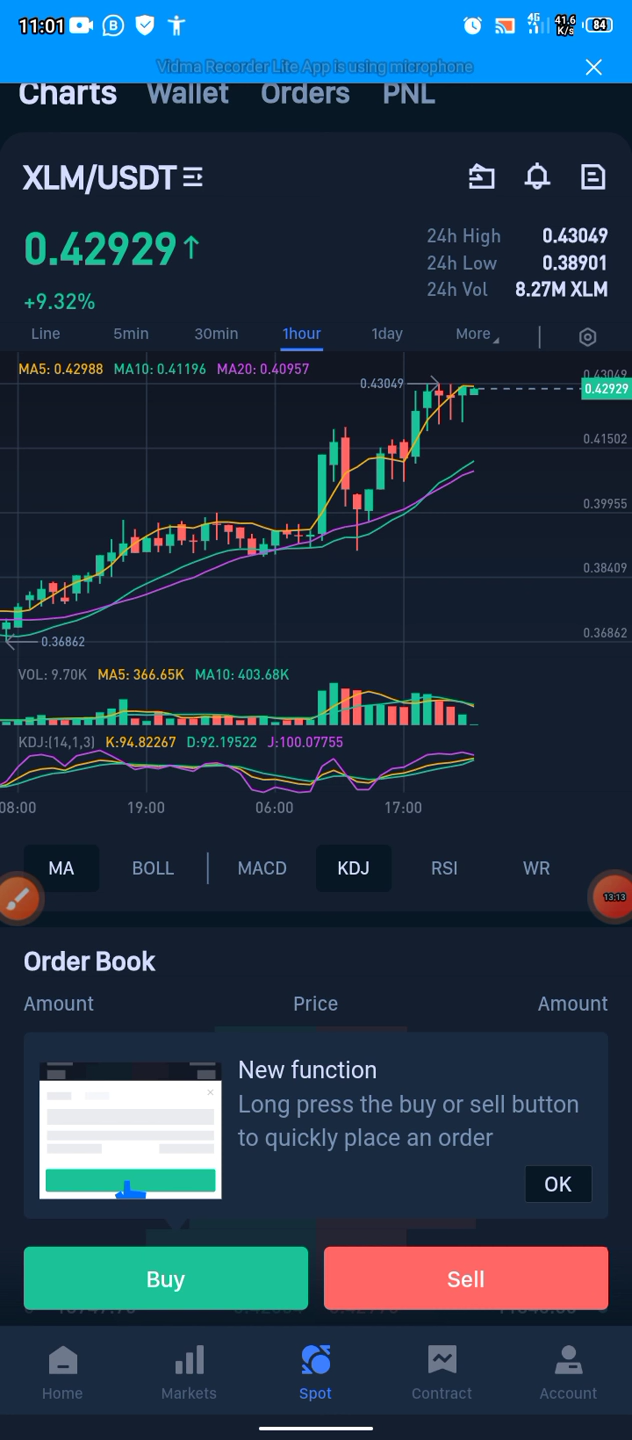 11:01
B
4G
41.6
K/s
84
Vidma Recorder Lite App is using microphone
Charts Wallet Orders PNL
XLM/USDT
0.42929↑
+9.32%
24h High 0.43049
24h Low 0.38901
24h Vol 8.27M XLM
Line 5min 30min 1hour 1day More
MA5: 0.42988 MA10: 0.41196 MA20: 0.40957
0.43049
0.43049
0.42929
0.41502
0.39955
0.38409
0.36862
0.36862
VOL: 9.70K MA5: 366.65K MA10: 403.68K
KDJ:(14,1,3) K:94.82267 D:92.19522 J:100.07755
08:00 19:00 06:00 17:00
MA BOLL MACD KDJ RSI WR
13:13
Order Book
Amount Price Amount
New function
Long press the buy or sell button
to quickly place an order
OK
Buy Sell
Home Markets Spot Contract Account